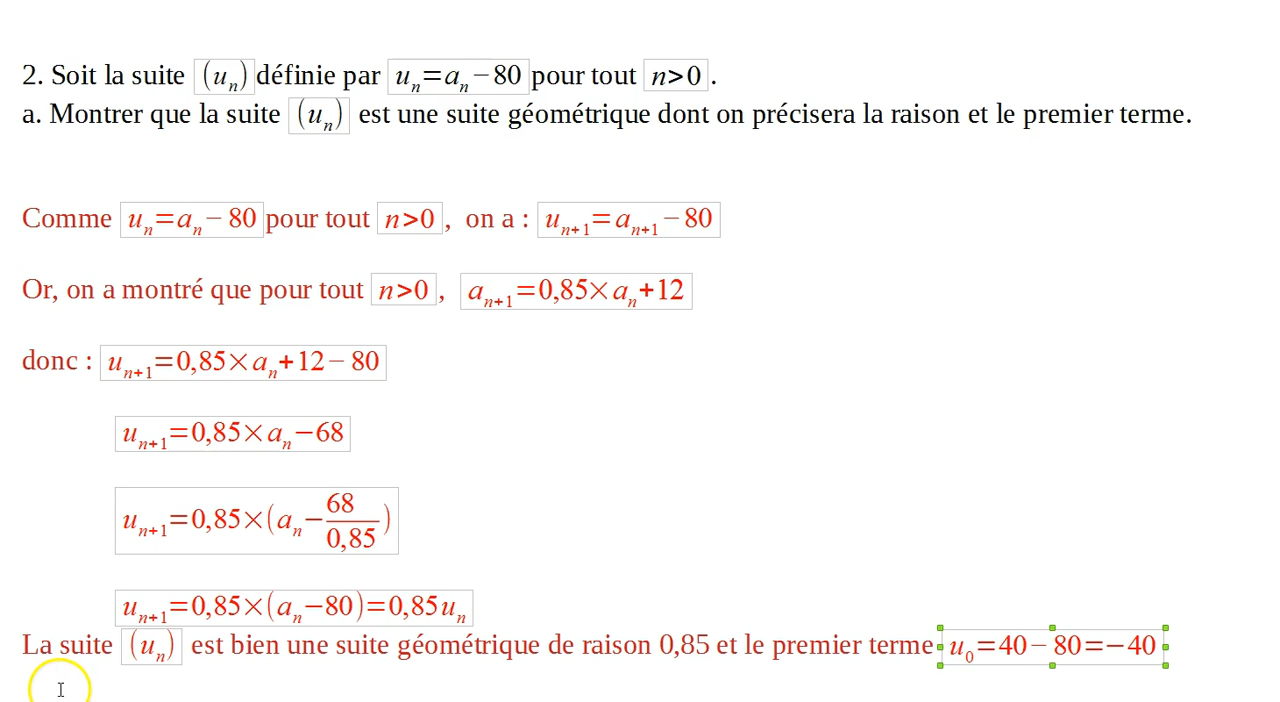 2. Soit la suite (uₙ) définie par uₙ=aₙ−80 pour tout n>0 .
a. Montrer que la suite (uₙ) est une suite géométrique dont on précisera la raison et le premier terme.
Comme uₙ=aₙ−80 pour tout n>0 , on a : uₙ₊₁=aₙ₊₁−80
Or, on a montré que pour tout n>0 , aₙ₊₁=0,85×aₙ+12
donc : uₙ₊₁=0,85×aₙ+12−80
uₙ₊₁=0,85×aₙ−68
uₙ₊₁=0,85×(aₙ−68/0,85)
uₙ₊₁=0,85×(aₙ−80)=0,85uₙ
La suite (uₙ) est bien une suite géométrique de raison 0,85 et le premier terme u₀=40−80=−40